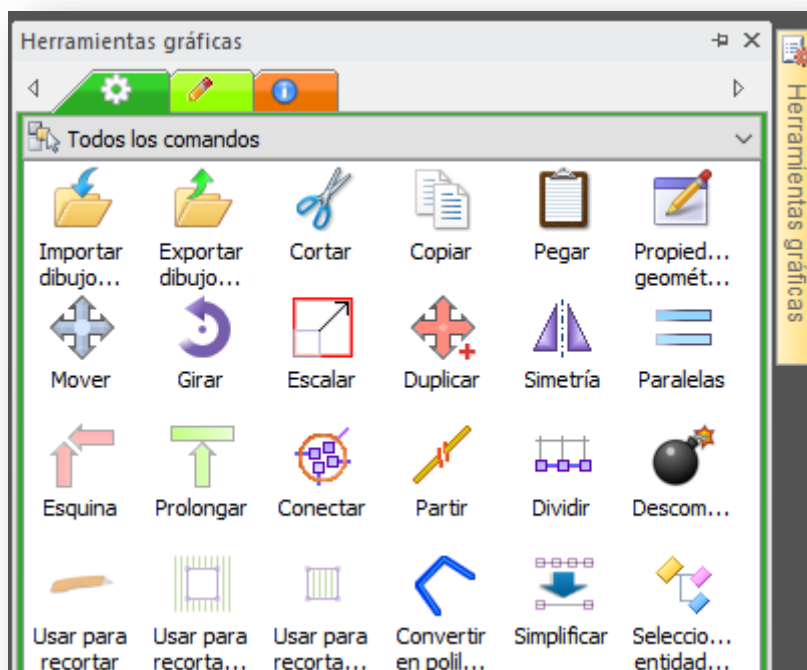 Herramientas gráficas
Todos los comandos
Importar dibujo...
Exportar dibujo...
Cortar
Copiar
Pegar
Propied... geomét...
Mover
Girar
Escalar
Duplicar
Simetría
Paralelas
Esquina
Prolongar
Conectar
Partir
Dividir
Descom...
Usar para recortar
Usar para recorta...
Usar para recorta...
Convertir en polil...
Simplificar
Seleccio... entidad...
Herramientas gráficas